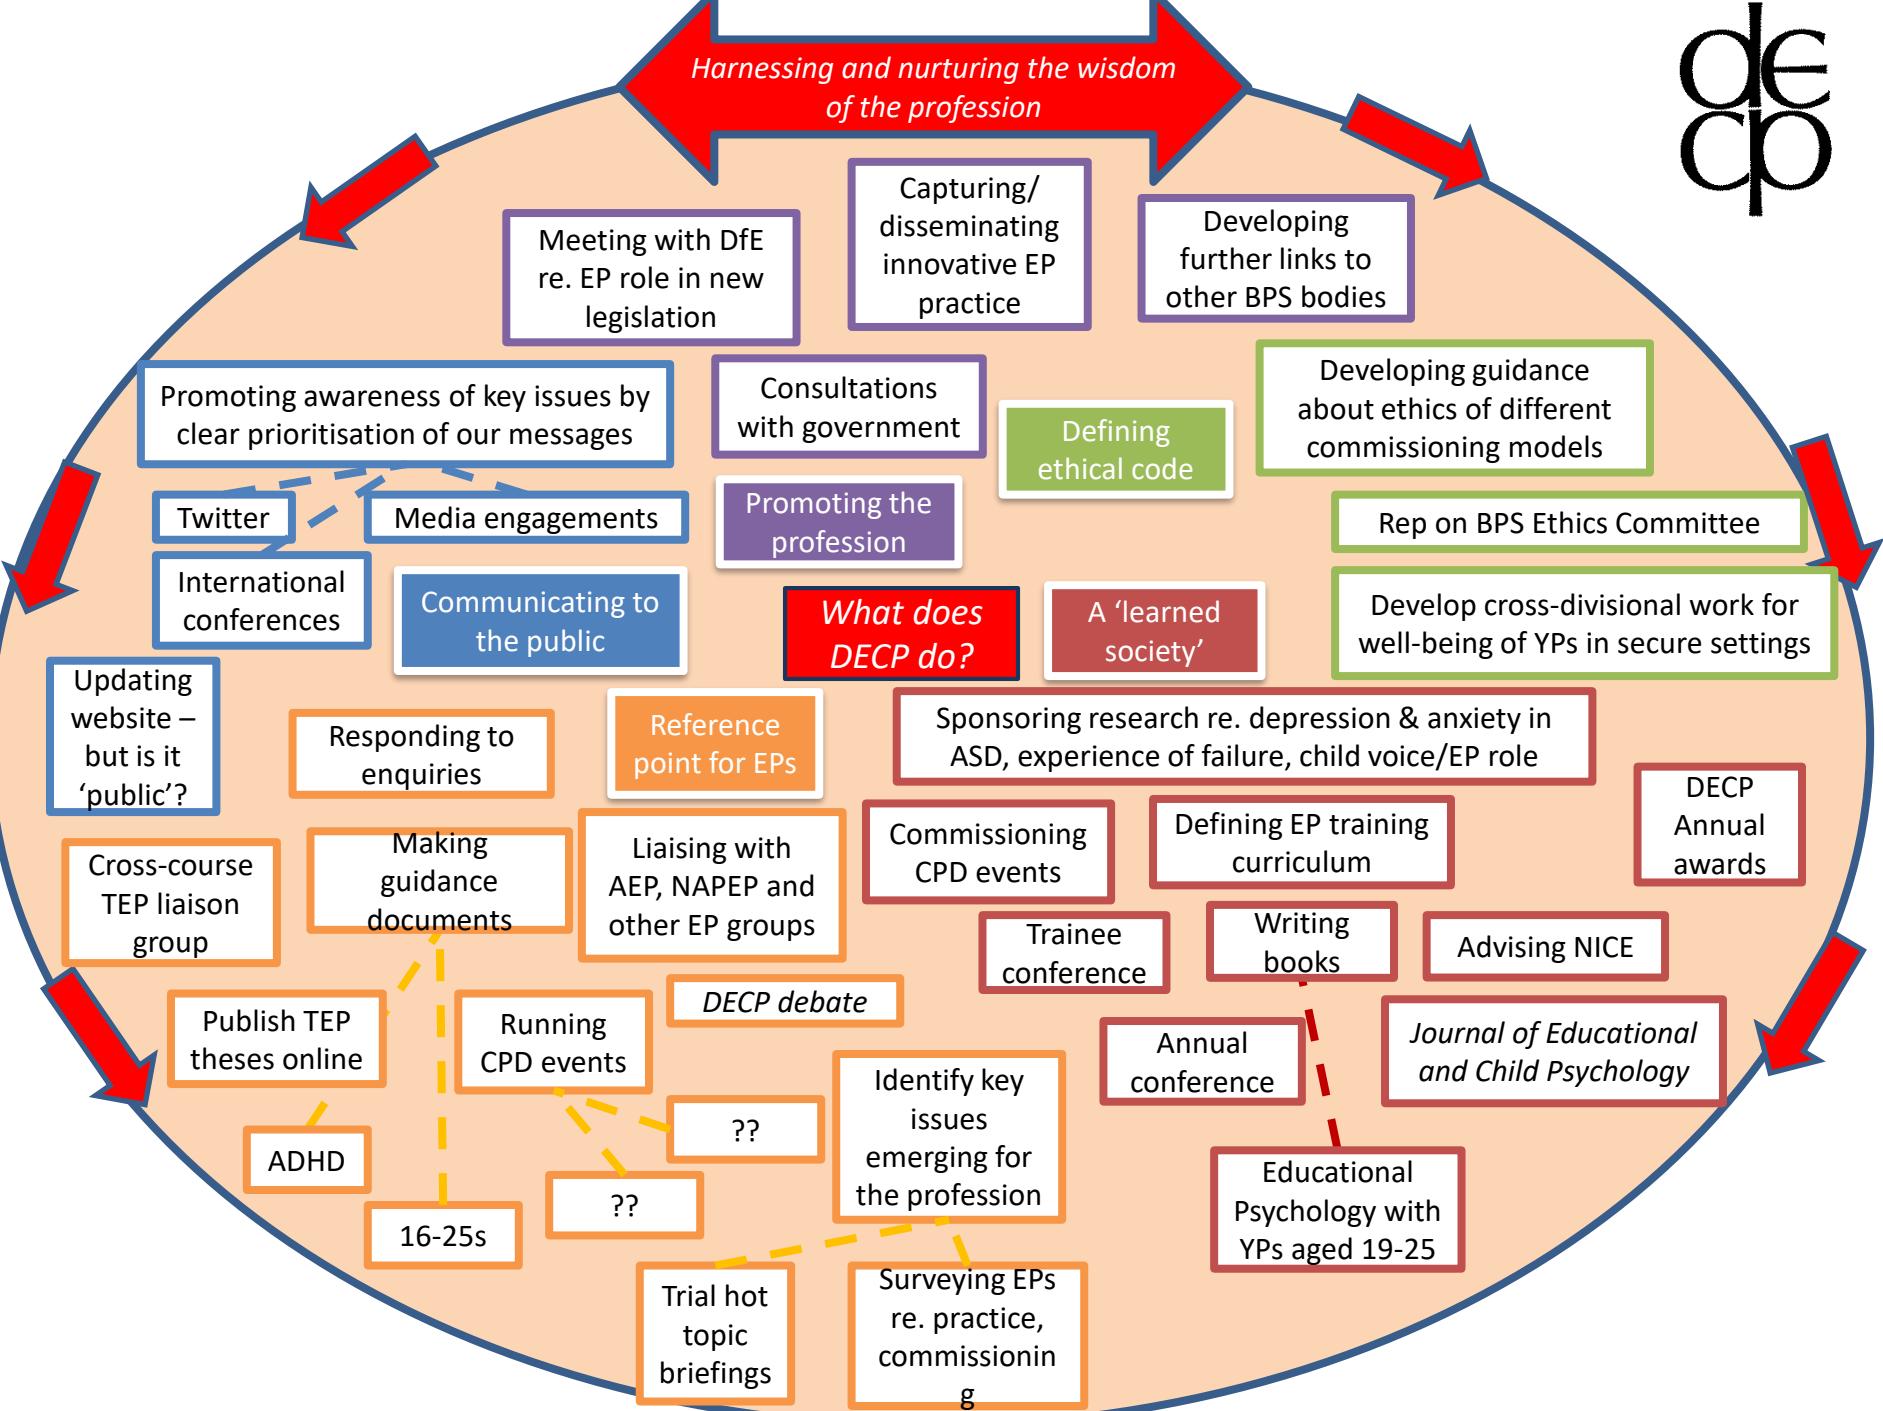 Harnessing and nurturing the wisdom
of the profession
de
cp
Capturing/
disseminating
innovative EP
practice
Developing
further links to
other BPS bodies
Meeting with DfE
re. EP role in new
legislation
Promoting awareness of key issues by
clear prioritisation of our messages
Consultations
with government
Defining
ethical code
Developing guidance
about ethics of different
commissioning models
Twitter
Media engagements
Promoting the
profession
Rep on BPS Ethics Committee
International
conferences
Communicating to
the public
What does
DECP do?
A ‘learned
society’
Develop cross-divisional work for
well-being of YPs in secure settings
Updating
website –
but is it
‘public’?
Responding to
enquiries
Reference
point for EPs
Sponsoring research re. depression & anxiety in
ASD, experience of failure, child voice/EP role
DECP
Annual
awards
Cross-course
TEP liaison
group
Making
guidance
documents
Liaising with
AEP, NAPEP and
other EP groups
Commissioning
CPD events
Defining EP training
curriculum
Trainee
conference
Writing
books
Advising NICE
Publish TEP
theses online
Running
CPD events
DECP debate
Annual
conference
Journal of Educational
and Child Psychology
Identify key
issues
emerging for
the profession
ADHD
??
??
16-25s
Educational
Psychology with
YPs aged 19-25
Trial hot
topic
briefings
Surveying EPs
re. practice,
commissionin
g